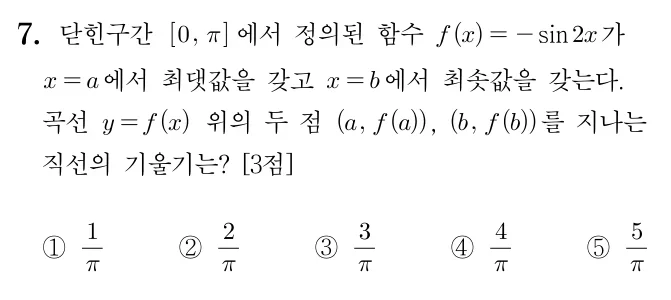 7. 닫힌구간 [0, π]에서 정의된 함수 f(x)=−sin2x가
x=a에서 최댓값을 갖고 x=b에서 최솟값을 갖는다.
곡선 y=f(x) 위의 두 점 (a, f(a)), (b, f(b))를 지나는
직선의 기울기는? [3점]
① 1/π ② 2/π ③ 3/π ④ 4/π ⑤ 5/π